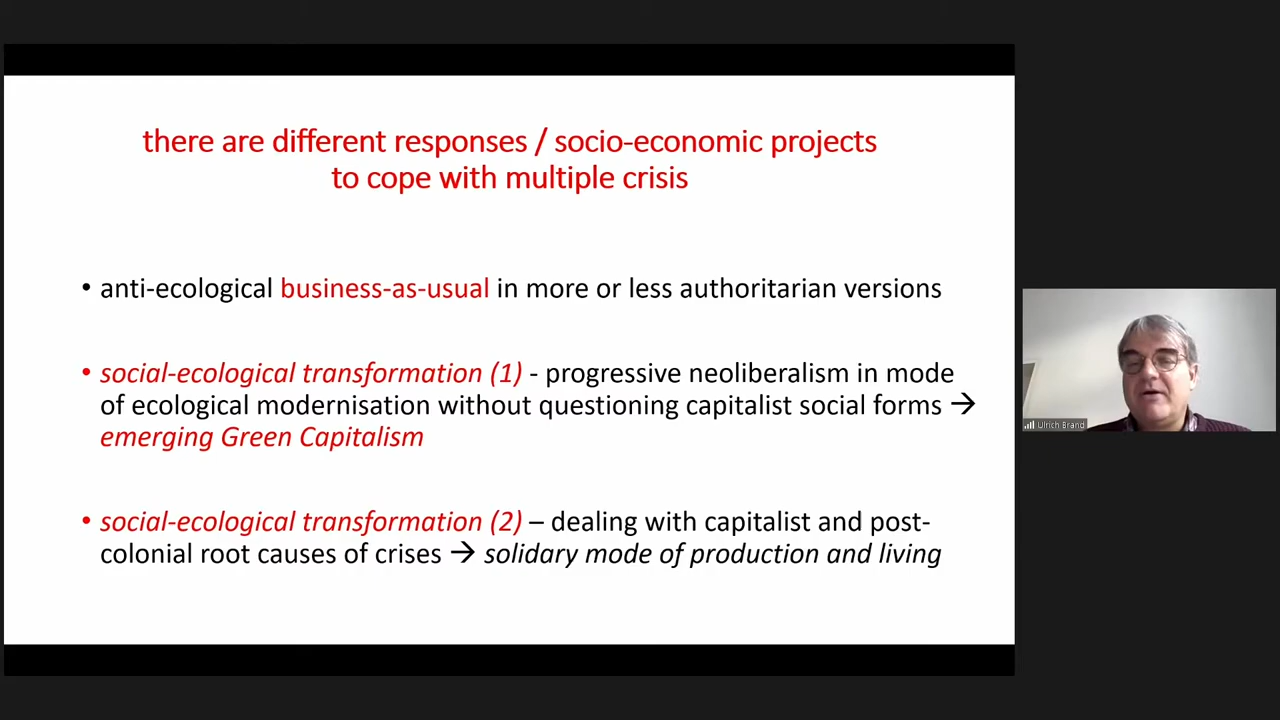 there are different responses / socio-economic projects
to cope with multiple crisis
• anti-ecological business-as-usual in more or less authoritarian versions
• social-ecological transformation (1) - progressive neoliberalism in mode
of ecological modernisation without questioning capitalist social forms →
emerging Green Capitalism
• social-ecological transformation (2) – dealing with capitalist and post-
colonial root causes of crises → solidary mode of production and living
Ulrich Brand